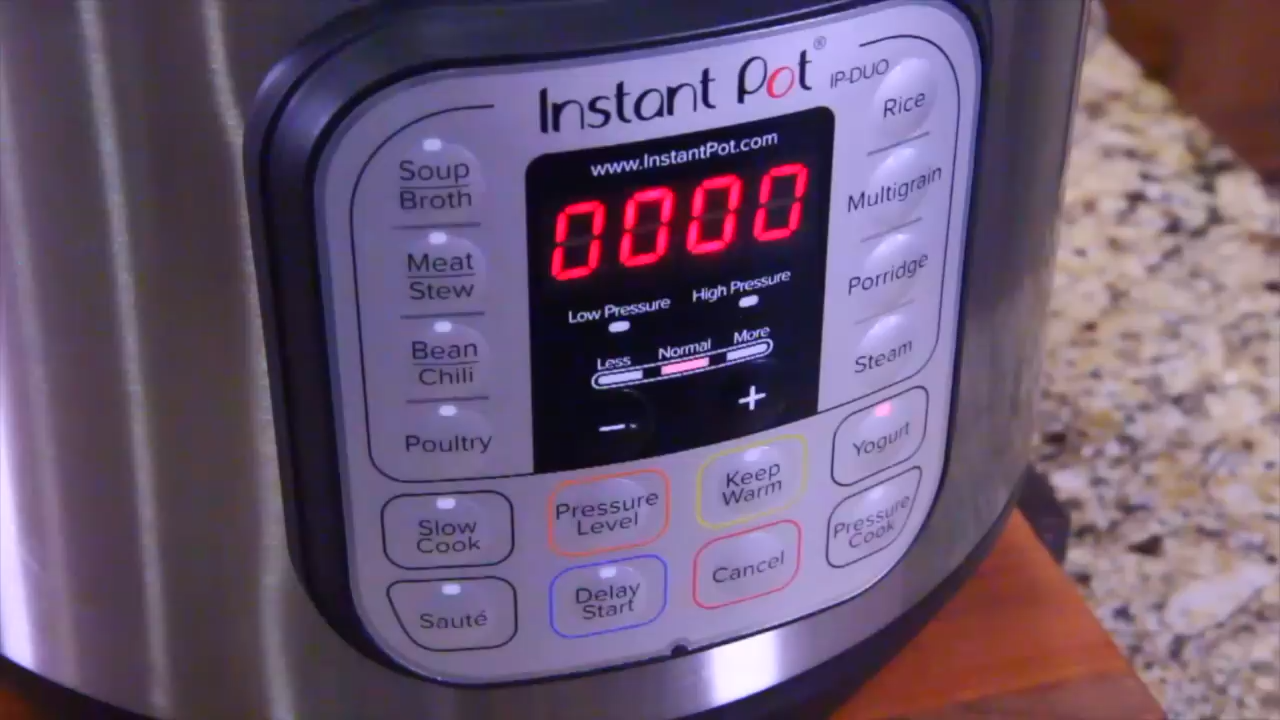 Instant Pot® IP-DUO
www.InstantPot.com
0000
Low Pressure
High Pressure
Less
Normal
More
-
+
Soup
Broth
Meat
Stew
Bean
Chili
Poultry
Slow
Cook
Sauté
Pressure
Level
Delay
Start
Keep
Warm
Cancel
Rice
Multigrain
Porridge
Steam
Yogurt
Pressure
Cook